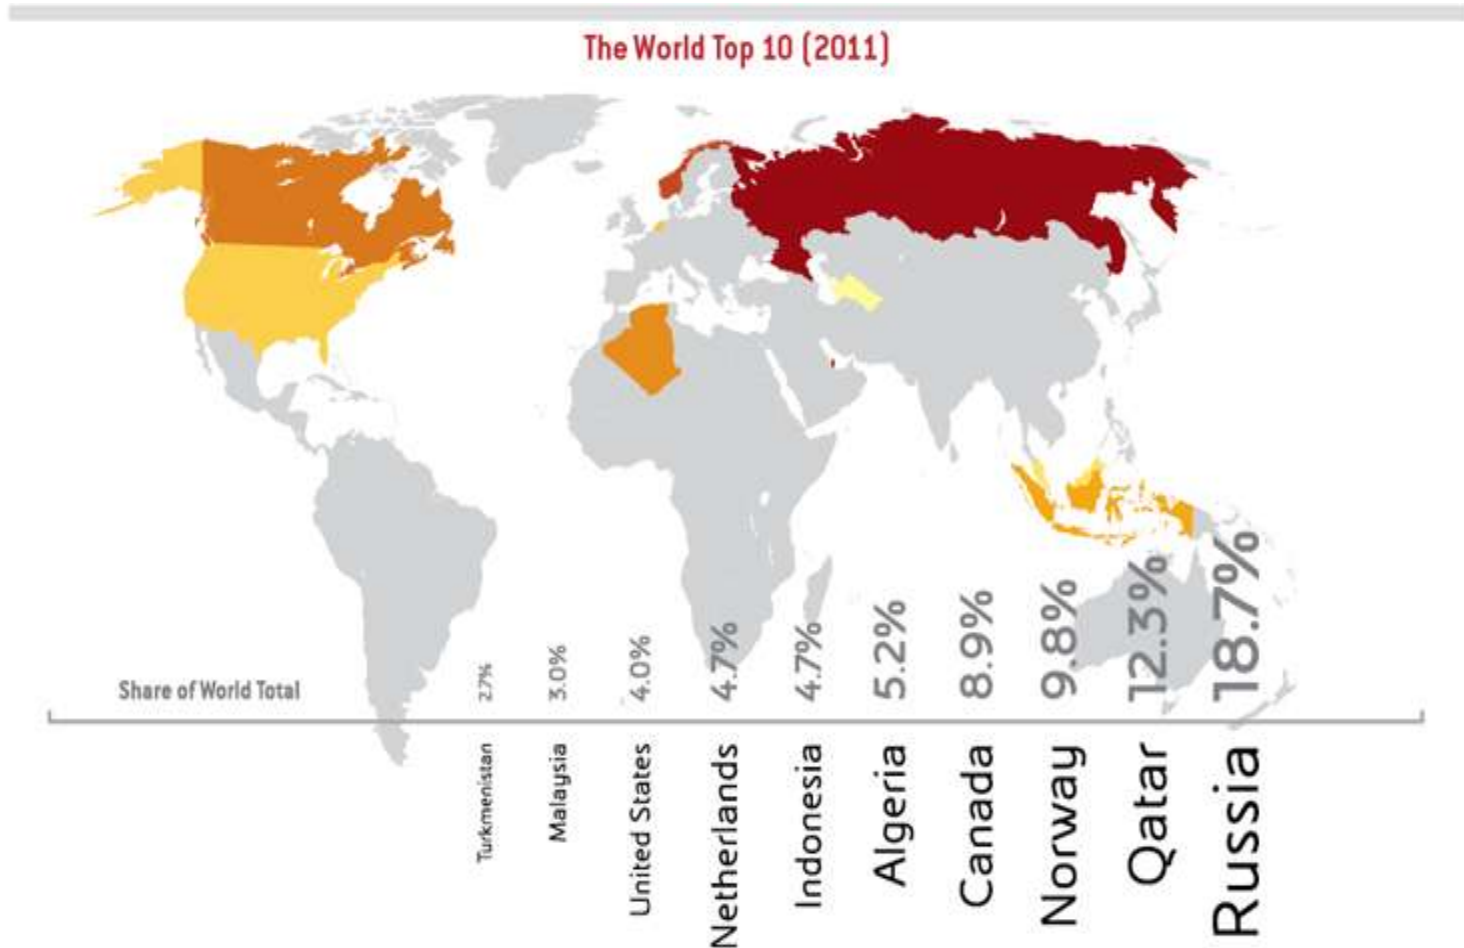 The World Top 10 (2011)
Share of World Total
2.7%
3.0%
4.0%
4.7%
4.7%
5.2%
8.9%
9.8%
12.3%
18.7%
Turkmenistan
Malaysia
United States
Netherlands
Indonesia
Algeria
Canada
Norway
Qatar
Russia